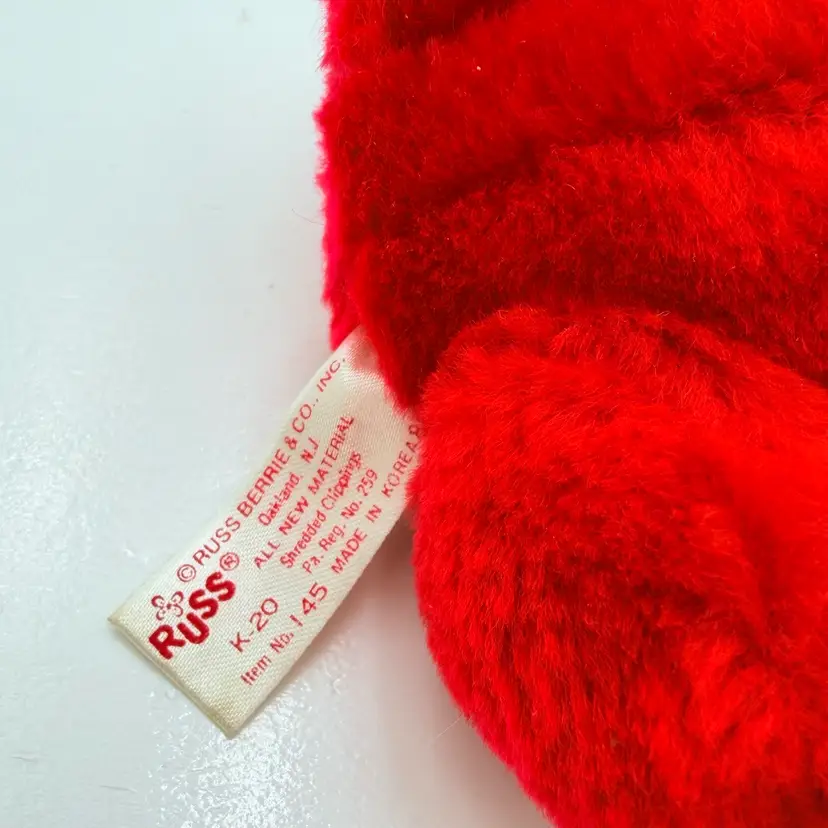 © RUSS BERRIE & CO., INC.
Oakland, N.J
RUSS®
ALL NEW MATERIAL
Shredded Clippings
K-20
Pa. Reg. No. 259
Item No. 145
MADE IN KOREA